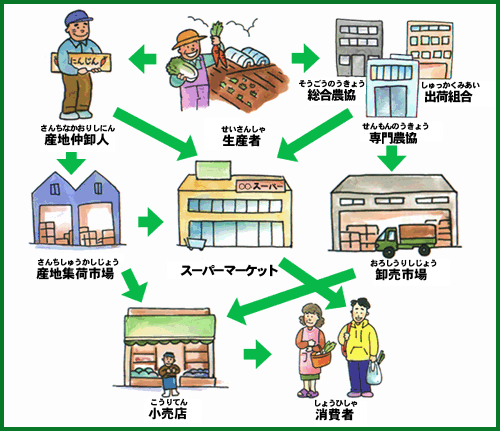 にんじん
そうごうのうきょう
総合農協
しゅっかくみあい
出荷組合
さんちなかおりしにん
産地仲卸人
せいさんしゃ
生産者
せんもんのうきょう
専門農協
○○スーパー
さんちしゅうかしじょう
産地集荷市場
スーパーマーケット
おろしうりしじょう
卸売市場
こうりてん
小売店
しょうひしゃ
消費者